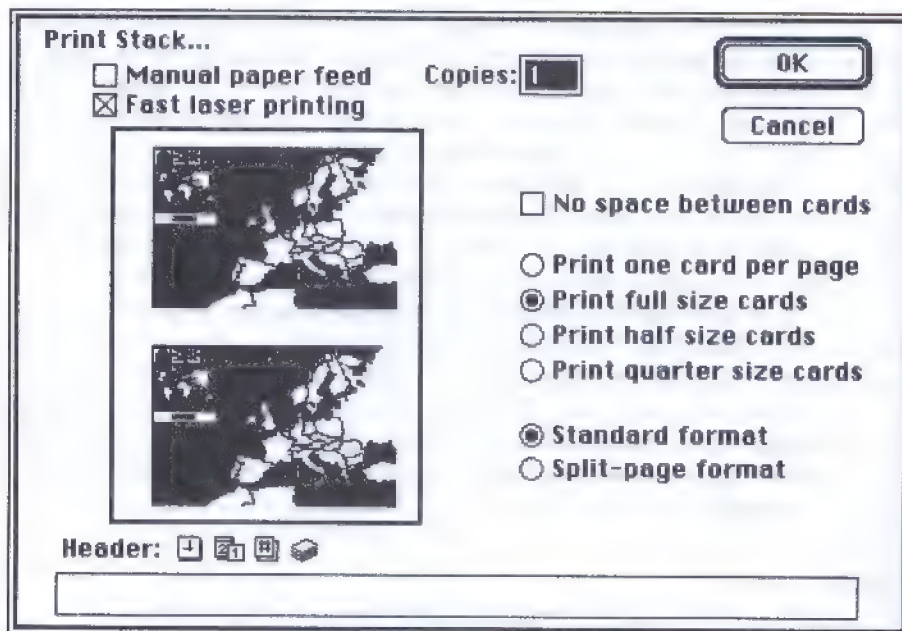 Print Stack...
Manual paper feed
Fast laser printing
Copies: 1
OK
Cancel
No space between cards
Print one card per page
Print full size cards
Print half size cards
Print quarter size cards
Standard format
Split-page format
Header: